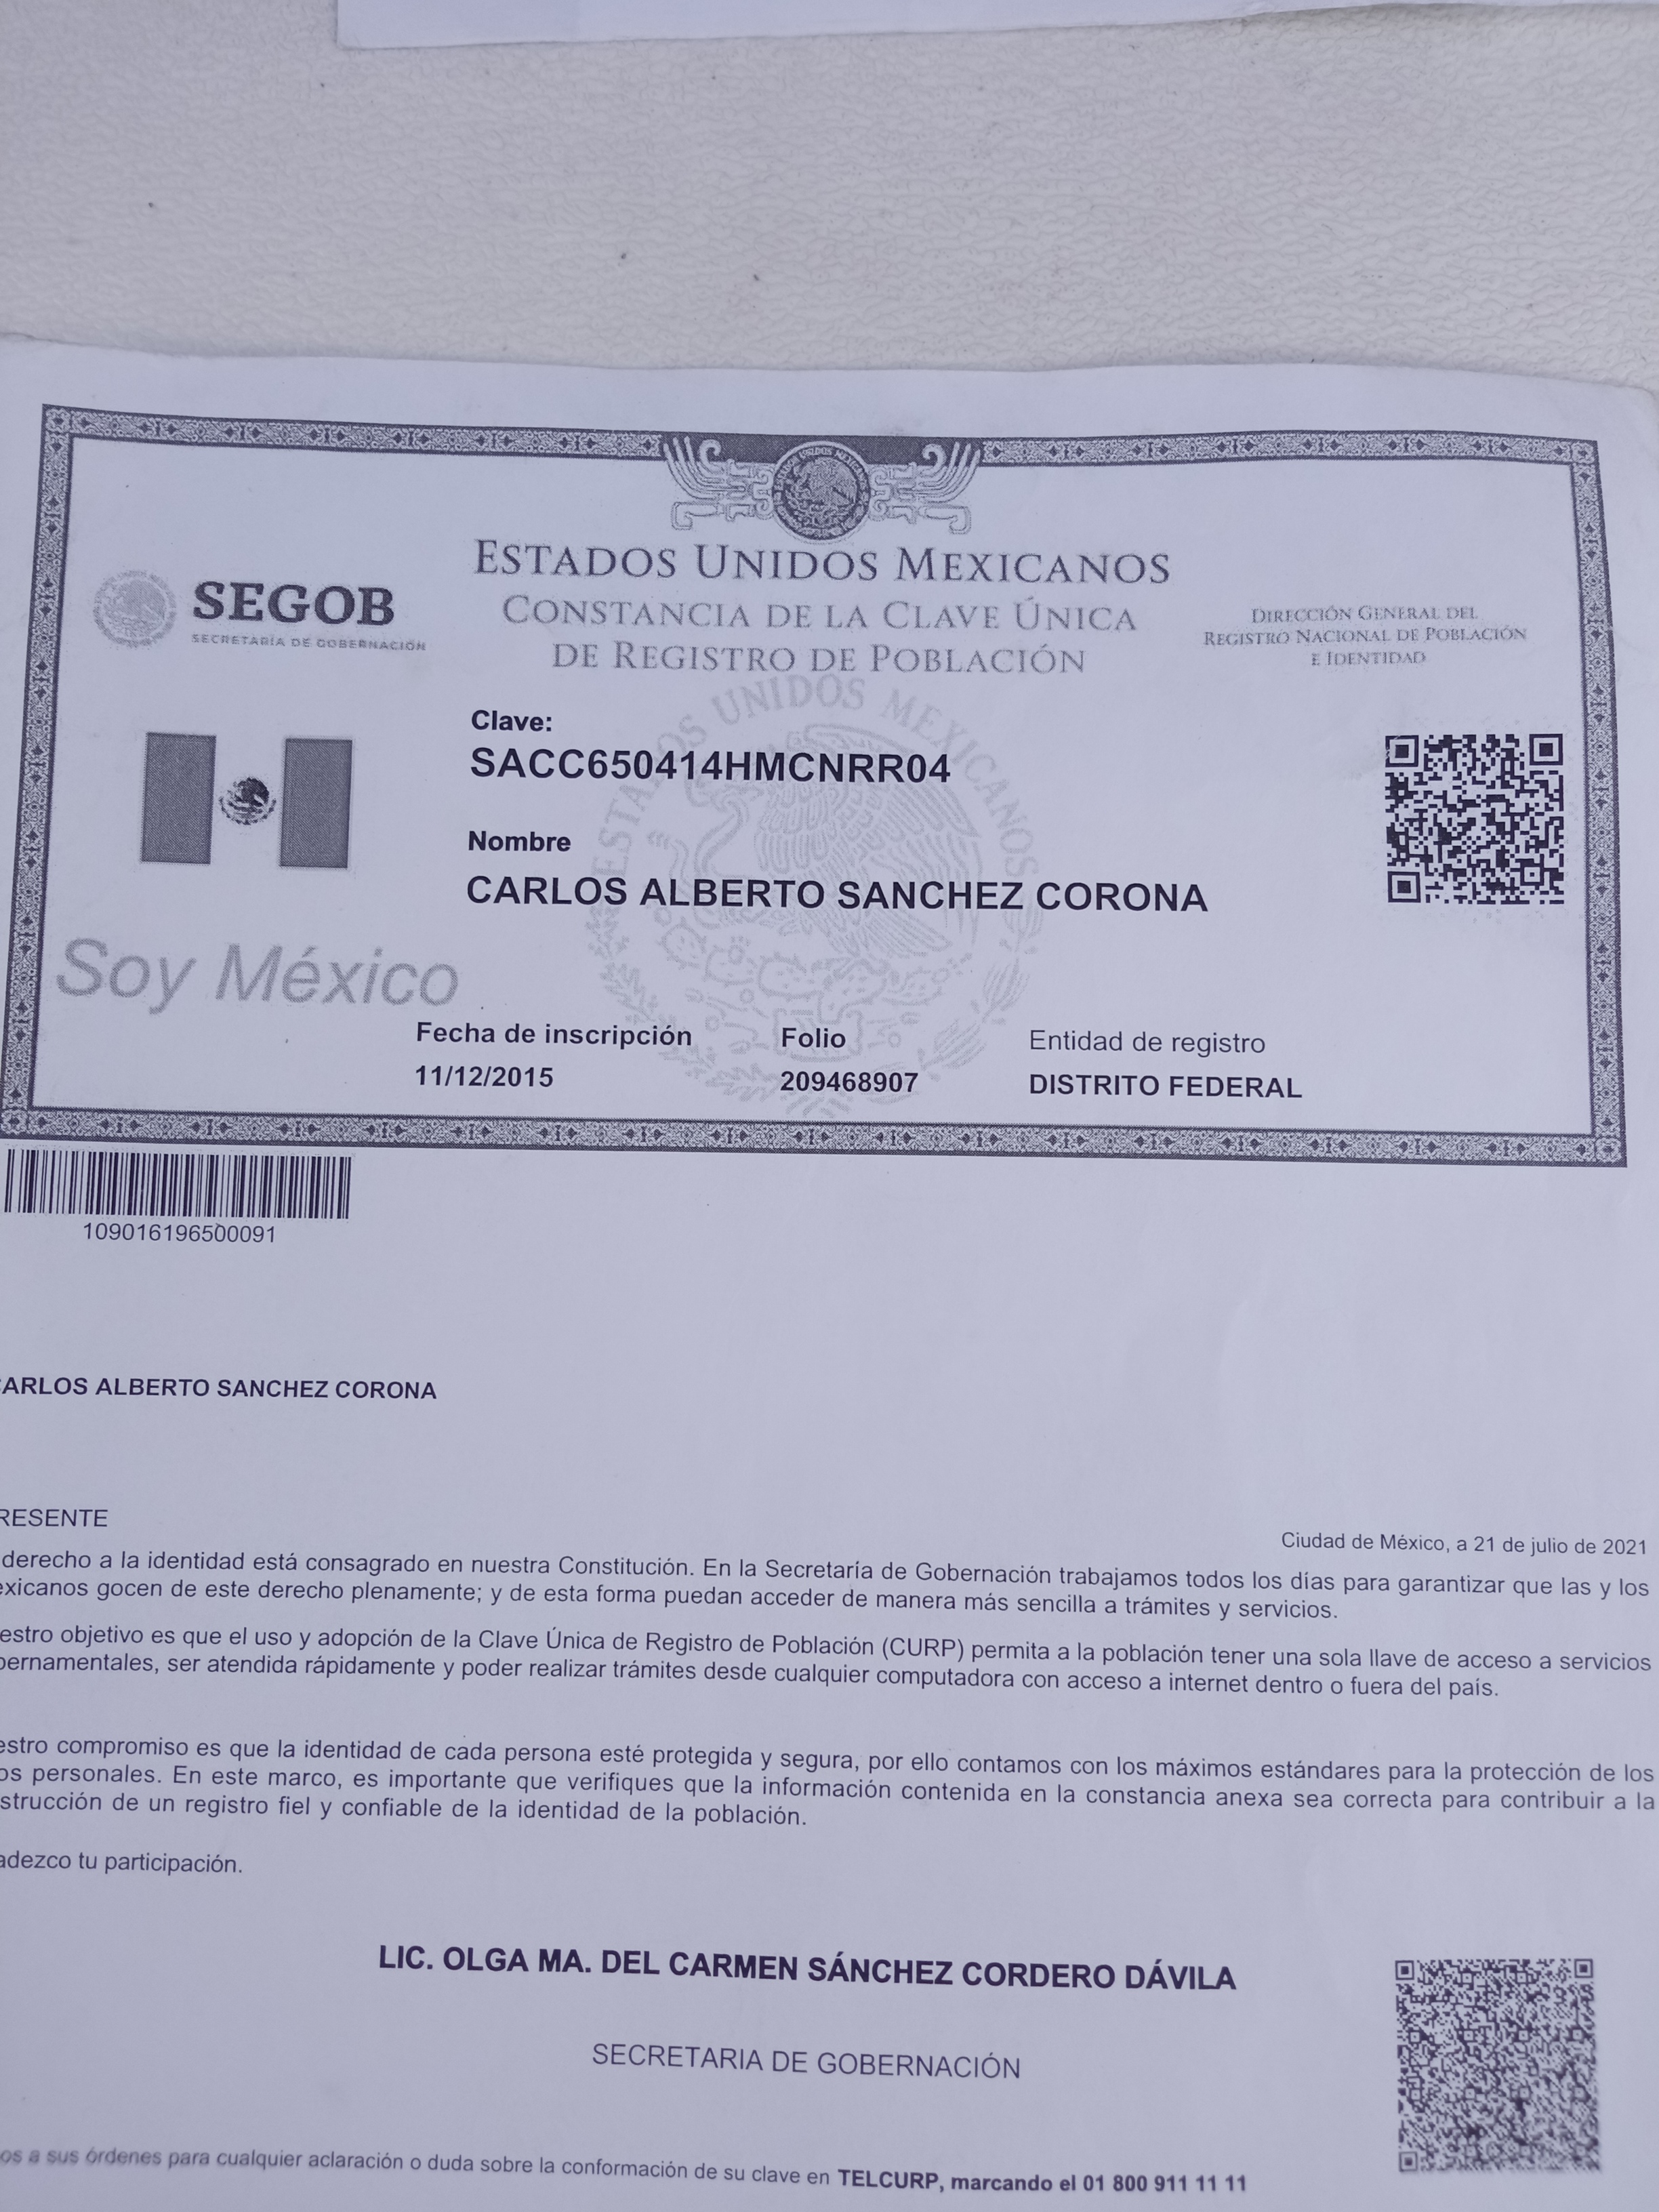 ESTADOS UNIDOS MEXICANOS
SEGOB
SECRETARÍA DE GOBERNACIÓN
CONSTANCIA DE LA CLAVE ÚNICA
DE REGISTRO DE POBLACIÓN
DIRECCIÓN GENERAL DEL
REGISTRO NACIONAL DE POBLACIÓN
E IDENTIDAD
ESTADOS UNIDOS MEXICANOS
Clave:
SACC650414HMCNRR04
Nombre
CARLOS ALBERTO SANCHEZ CORONA
Soy México
Fecha de inscripción
11/12/2015
Folio
209468907
Entidad de registro
DISTRITO FEDERAL
109016196500091
ARLOS ALBERTO SANCHEZ CORONA
RESENTE
Ciudad de México, a 21 de julio de 2021
derecho a la identidad está consagrado en nuestra Constitución. En la Secretaría de Gobernación trabajamos todos los días para garantizar que las y los
exicanos gocen de este derecho plenamente; y de esta forma puedan acceder de manera más sencilla a trámites y servicios.
estro objetivo es que el uso y adopción de la Clave Única de Registro de Población (CURP) permita a la población tener una sola llave de acceso a servicios
bernamentales, ser atendida rápidamente y poder realizar trámites desde cualquier computadora con acceso a internet dentro o fuera del país.
estro compromiso es que la identidad de cada persona esté protegida y segura, por ello contamos con los máximos estándares para la protección de los
os personales. En este marco, es importante que verifiques que la información contenida en la constancia anexa sea correcta para contribuir a la
strucción de un registro fiel y confiable de la identidad de la población.
adezco tu participación.
LIC. OLGA MA. DEL CARMEN SÁNCHEZ CORDERO DÁVILA
SECRETARIA DE GOBERNACIÓN
os a sus órdenes para cualquier aclaración o duda sobre la conformación de su clave en TELCURP, marcando el 01 800 911 11 11